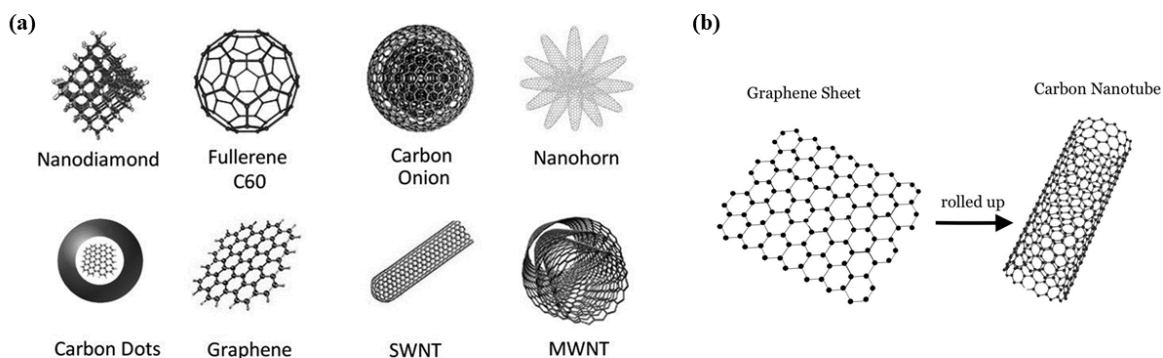 (a)
Nanodiamond
Fullerene
C60
Carbon
Onion
Nanohorn
Carbon Dots
Graphene
SWNT
MWNT
(b)
Graphene Sheet
Carbon Nanotube
rolled up